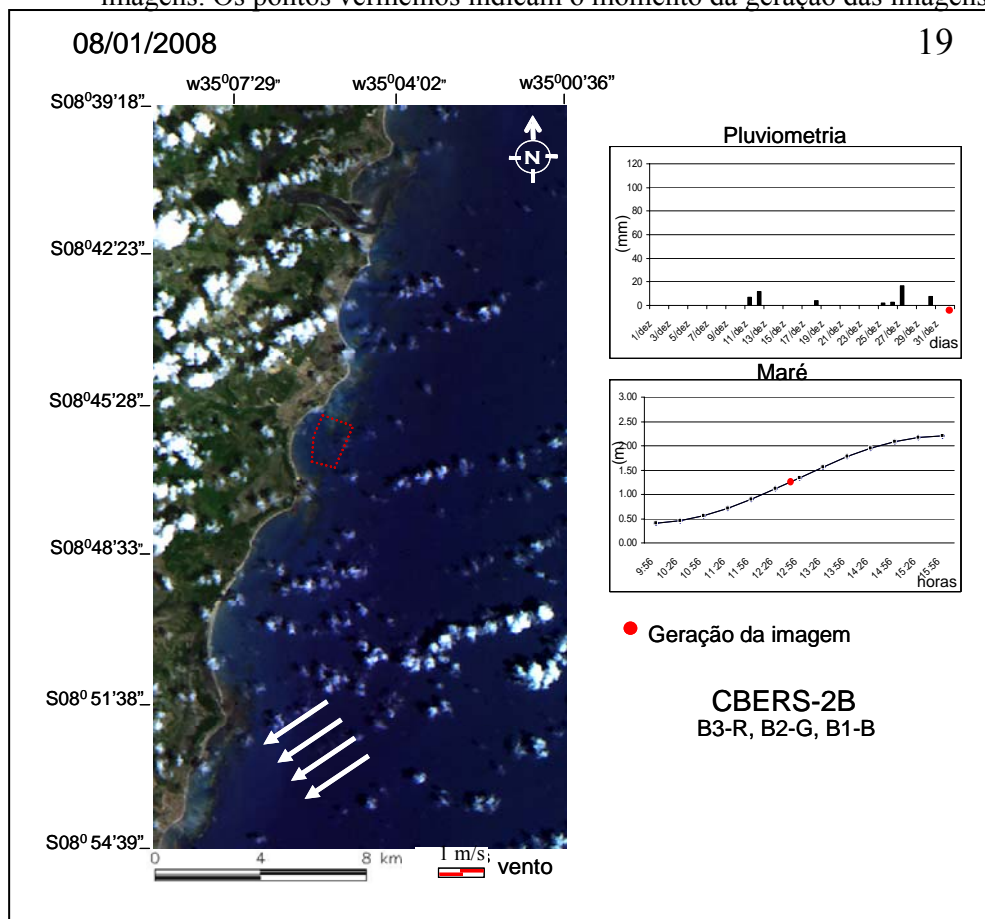 imagens. Os pontos vermelhos indicam o momento da geração das imagens
08/01/2008
19
w35⁰07'29" w35⁰04'02" w35⁰00'36"
S08⁰39'18"
S08⁰42'23"
S08⁰45'28"
S08⁰48'33"
S08⁰51'38"
S08⁰54'39"
N
0 4 8 km
1 m/s
vento
Pluviometria
(mm)
120
100
80
60
40
20
0
1/dez 3/dez 5/dez 7/dez 9/dez 11/dez 13/dez 15/dez 17/dez 19/dez 21/dez 23/dez 25/dez 27/dez 29/dez 31/dez
dias
Maré
(m)
3.00
2.50
2.00
1.50
1.00
0.50
0.00
9:56 10:26 10:56 11:26 11:56 12:26 12:56 13:26 13:56 14:26 14:56 15:26 15:56
horas
Geração da imagem
CBERS-2B
B3-R, B2-G, B1-B